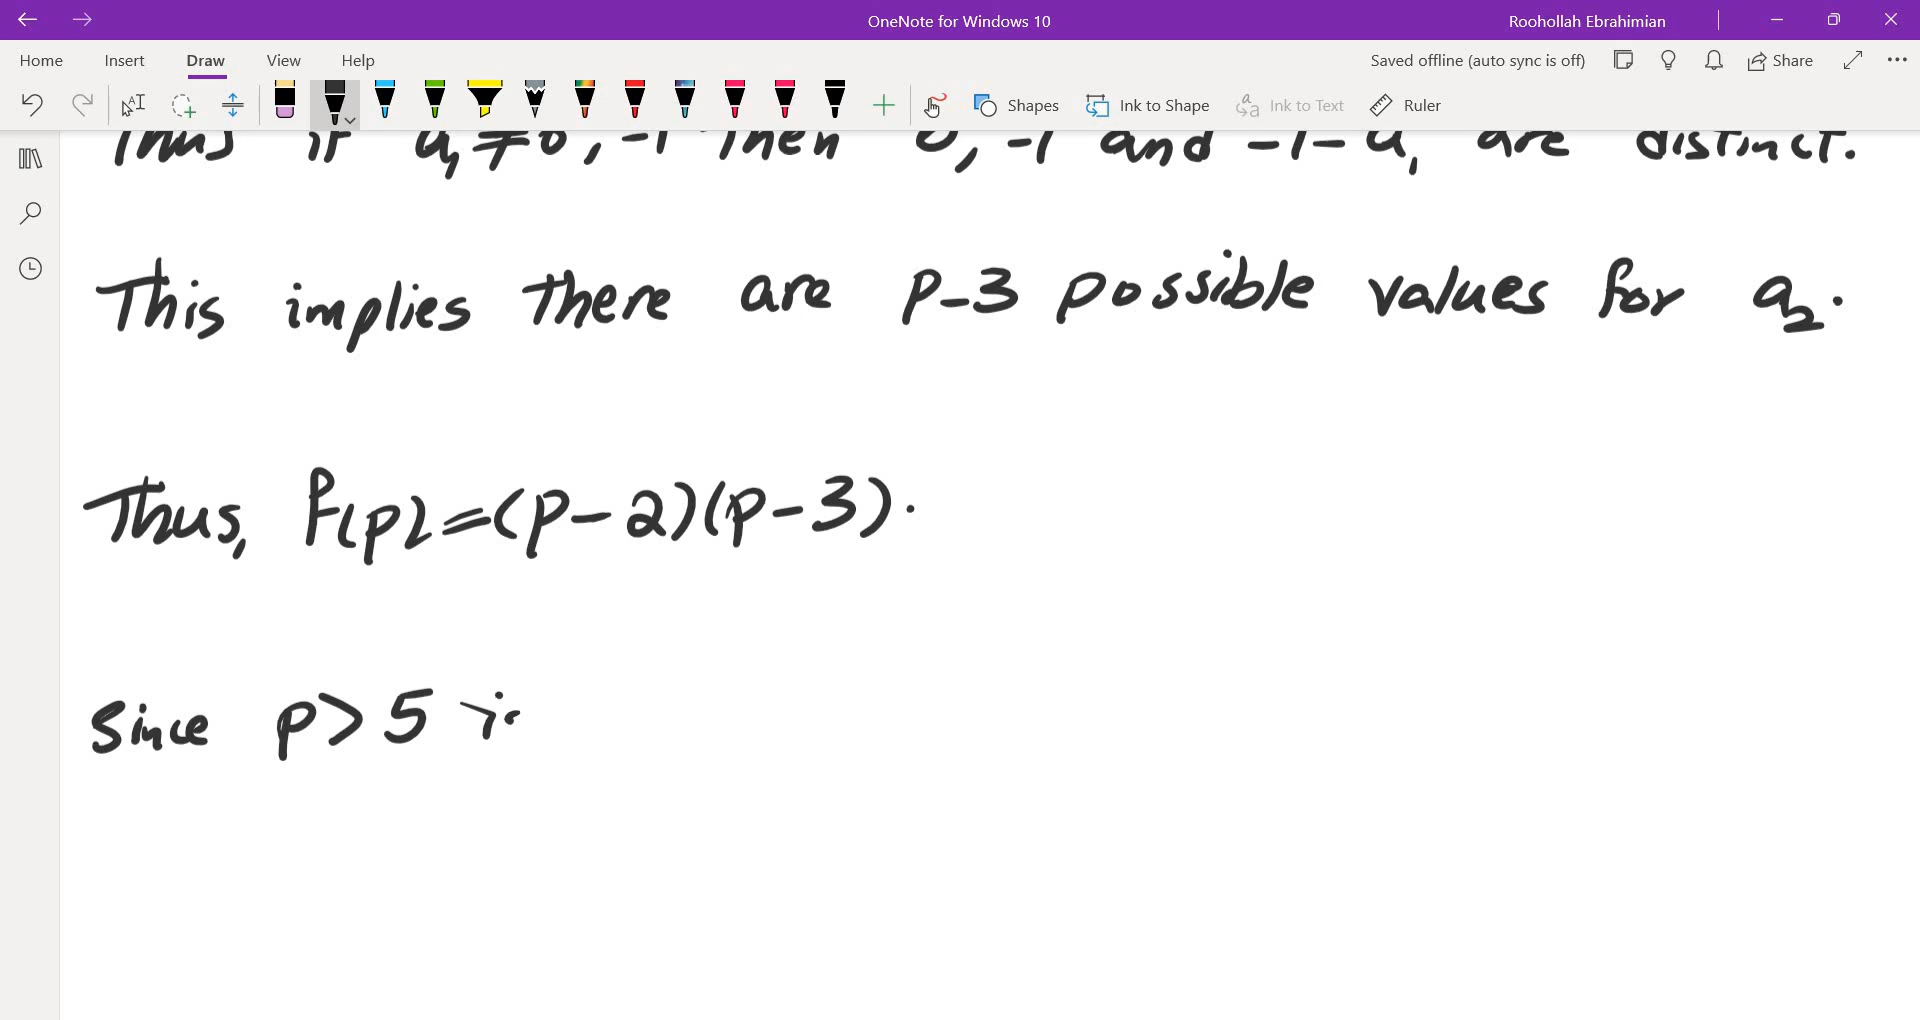 OneNote for Windows 10
Roohollah Ebrahimian
Home Insert Draw View Help
Saved offline (auto sync is off)
Share
Shapes
Ink to Shape
Ink to Text
Ruler
Thus if a₁≠0, -1 then 0, -1 and -1-a₁ are distinct.
This implies there are p-3 possible values for a₂.
Thus, f(p)=(p-2)(p-3).
Since p>5 is